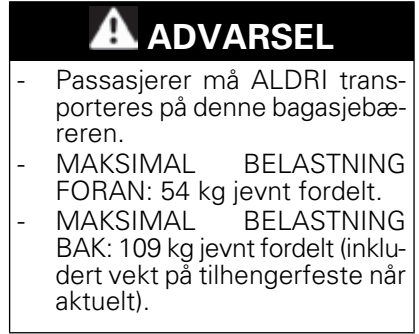 ADVARSEL
- Passasjerer må ALDRI trans-
porteres på denne bagasjebæ-
reren.
- MAKSIMAL BELASTNING
FORAN: 54 kg jevnt fordelt.
- MAKSIMAL BELASTNING
BAK: 109 kg jevnt fordelt (inklu-
dert vekt på tilhengerfeste når
aktuelt).